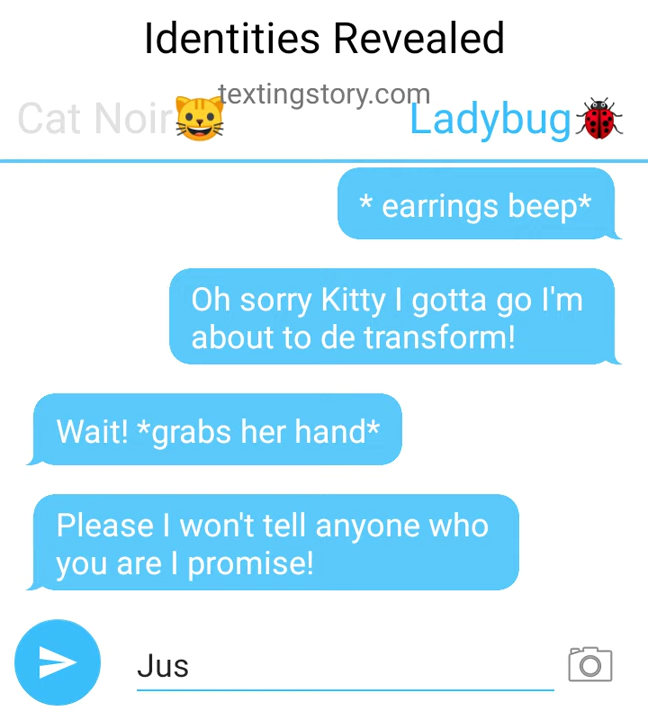 Identities Revealed
textingstory.com
Cat Noir😺 Ladybug🐞
* earrings beep*
Oh sorry Kitty I gotta go I'm
about to de transform!
Wait! *grabs her hand*
Please I won't tell anyone who
you are I promise!
Jus